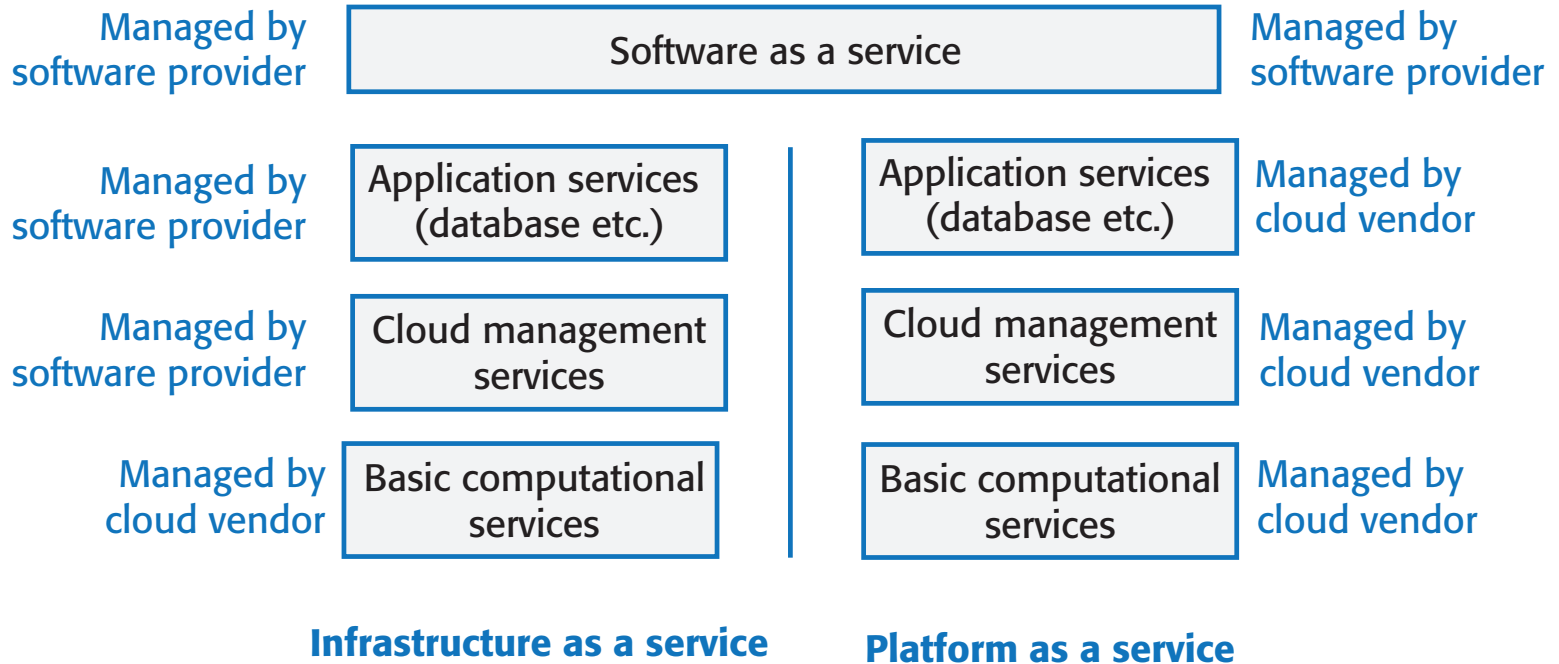 Managed by
software provider
Software as a service
Managed by
software provider
Managed by
software provider
Application services
(database etc.)
Application services
(database etc.)
Managed by
cloud vendor
Managed by
software provider
Cloud management
services
Cloud management
services
Managed by
cloud vendor
Managed by
cloud vendor
Basic computational
services
Basic computational
services
Managed by
cloud vendor
Infrastructure as a service
Platform as a service